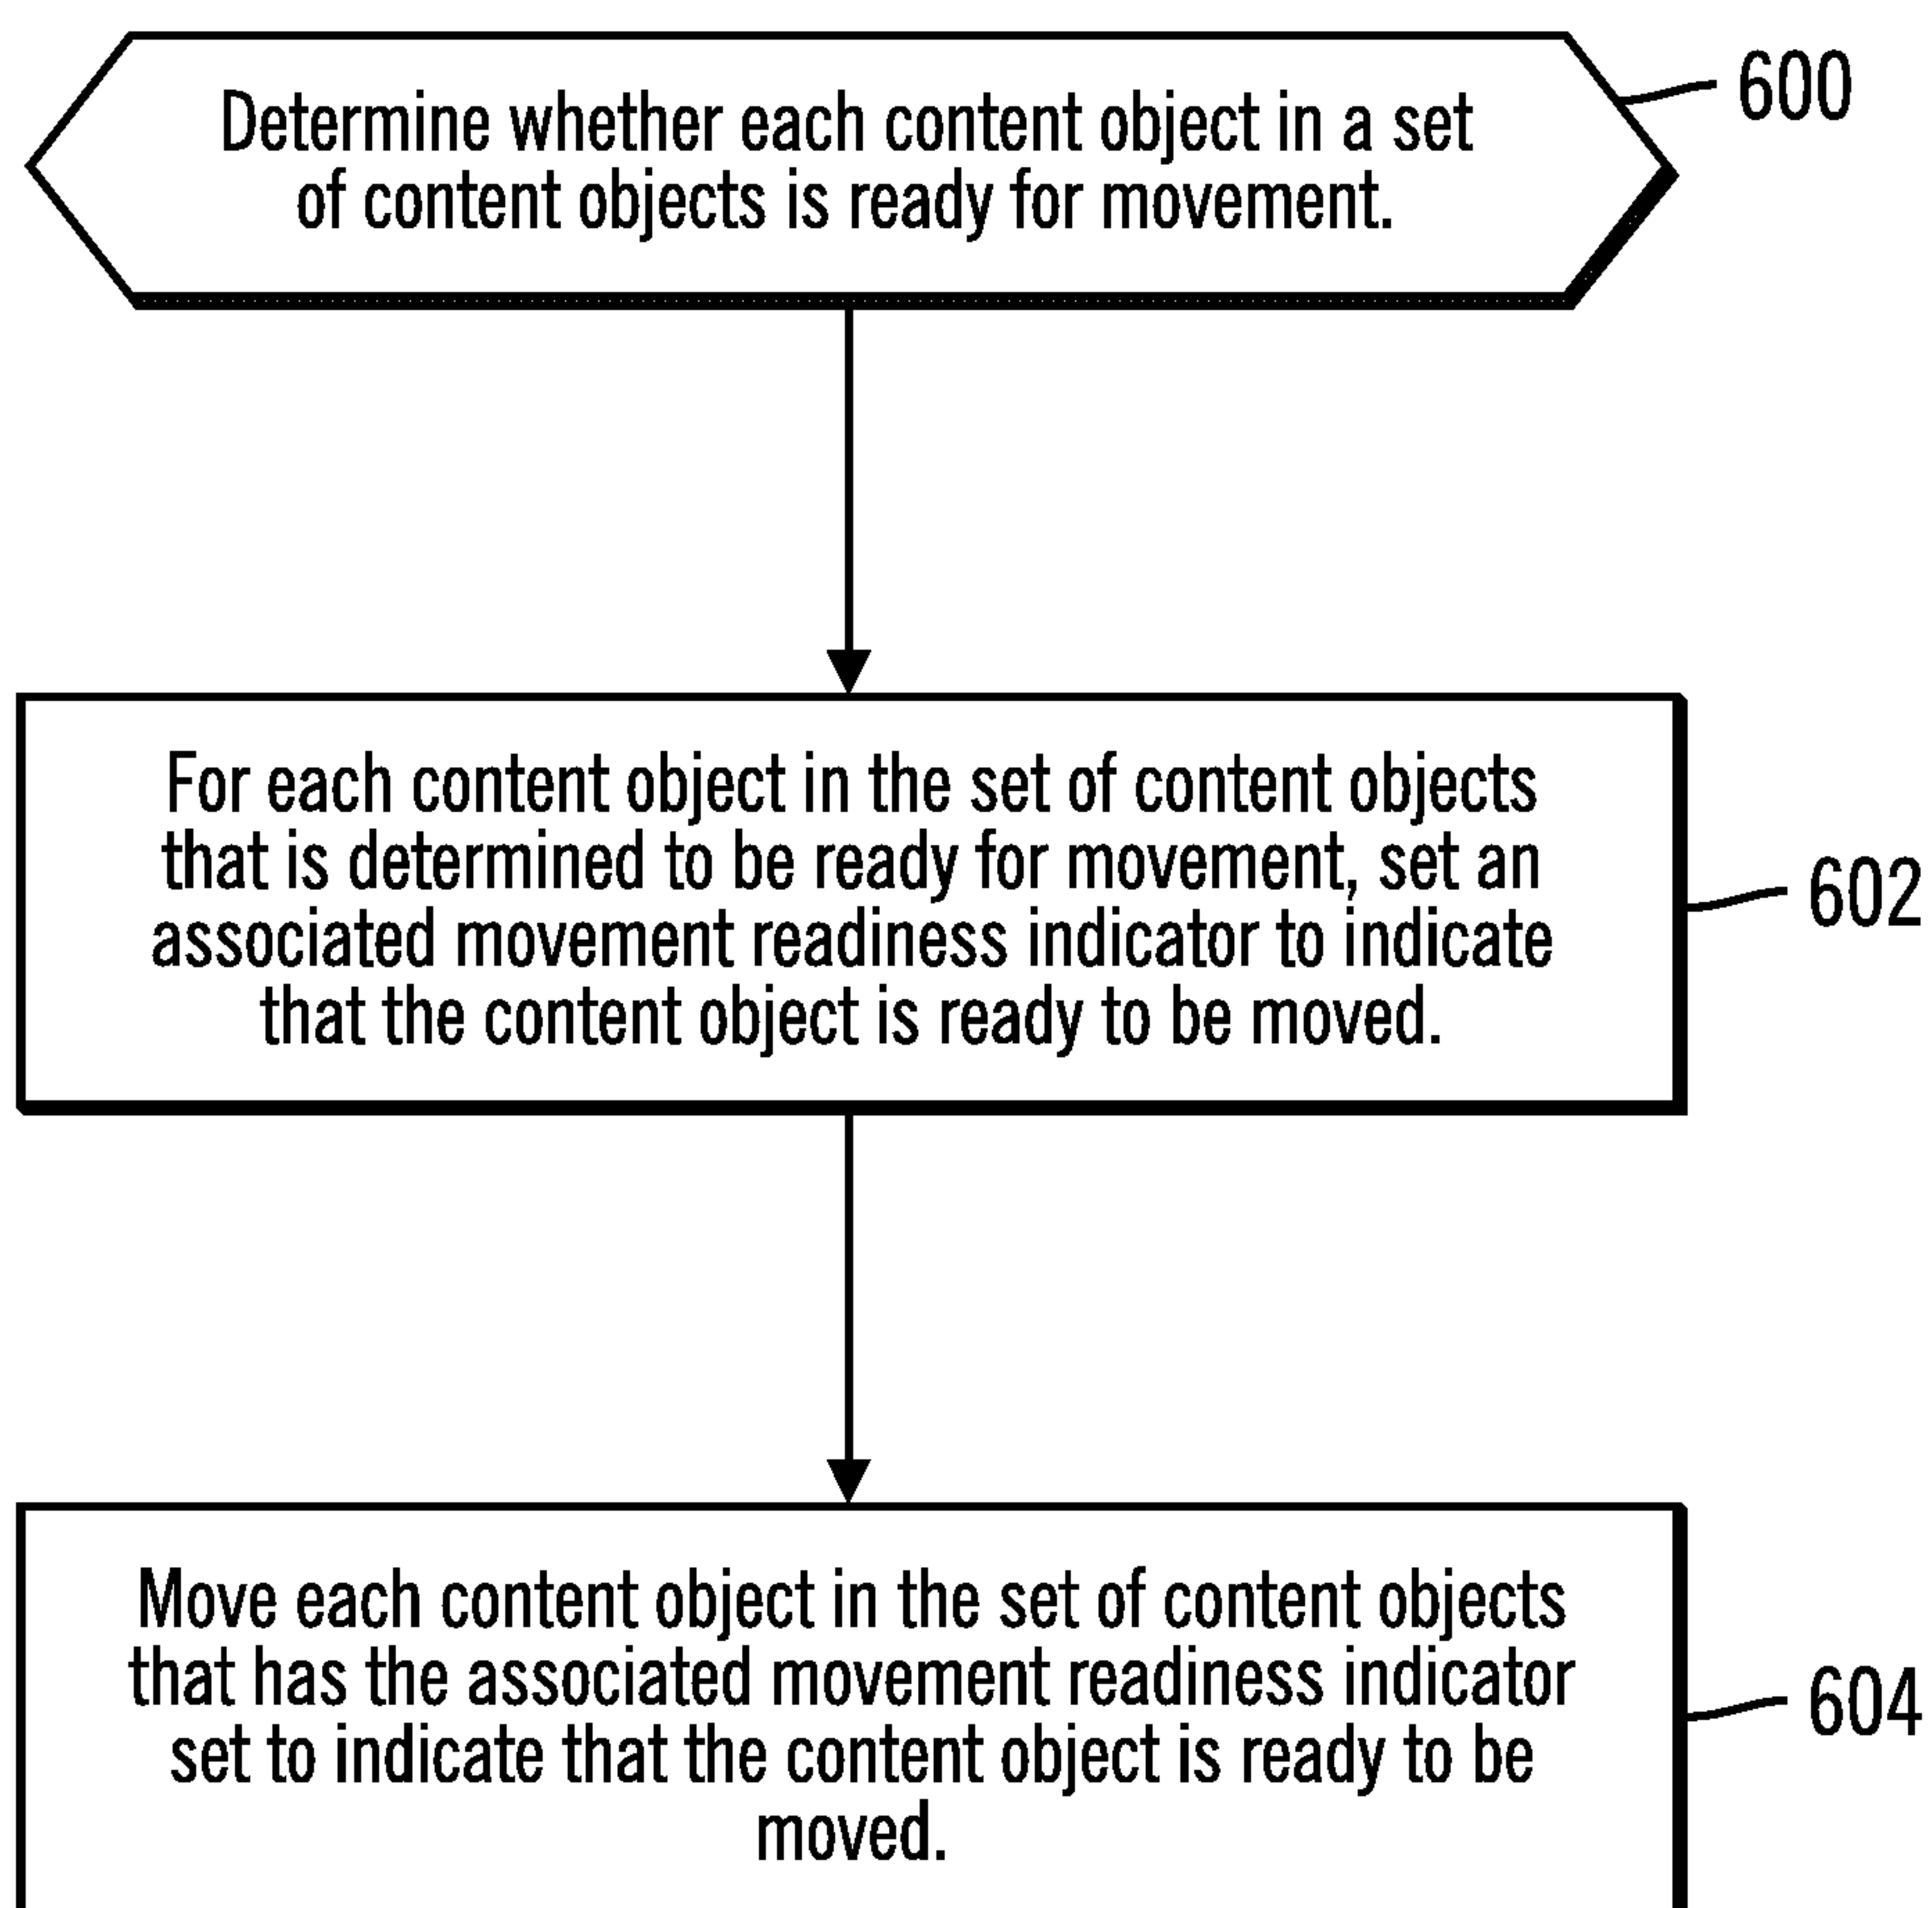 Determine whether each content object in a set
of content objects is ready for movement.
600
For each content object in the set of content objects
that is determined to be ready for movement, set an
associated movement readiness indicator to indicate
that the content object is ready to be moved.
602
Move each content object in the set of content objects
that has the associated movement readiness indicator
set to indicate that the content object is ready to be
moved.
604